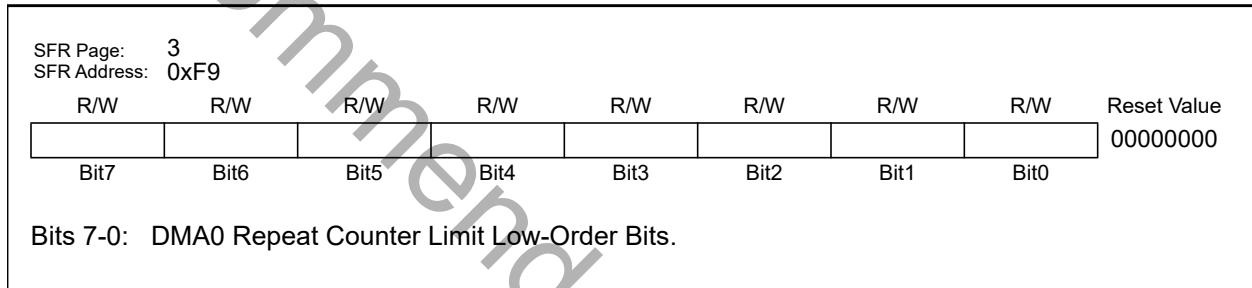 SFR Page: 3
SFR Address: 0xF9
R/W R/W R/W R/W R/W R/W R/W R/W Reset Value
00000000
Bit7 Bit6 Bit5 Bit4 Bit3 Bit2 Bit1 Bit0
Bits 7-0: DMA0 Repeat Counter Limit Low-Order Bits.
ommend